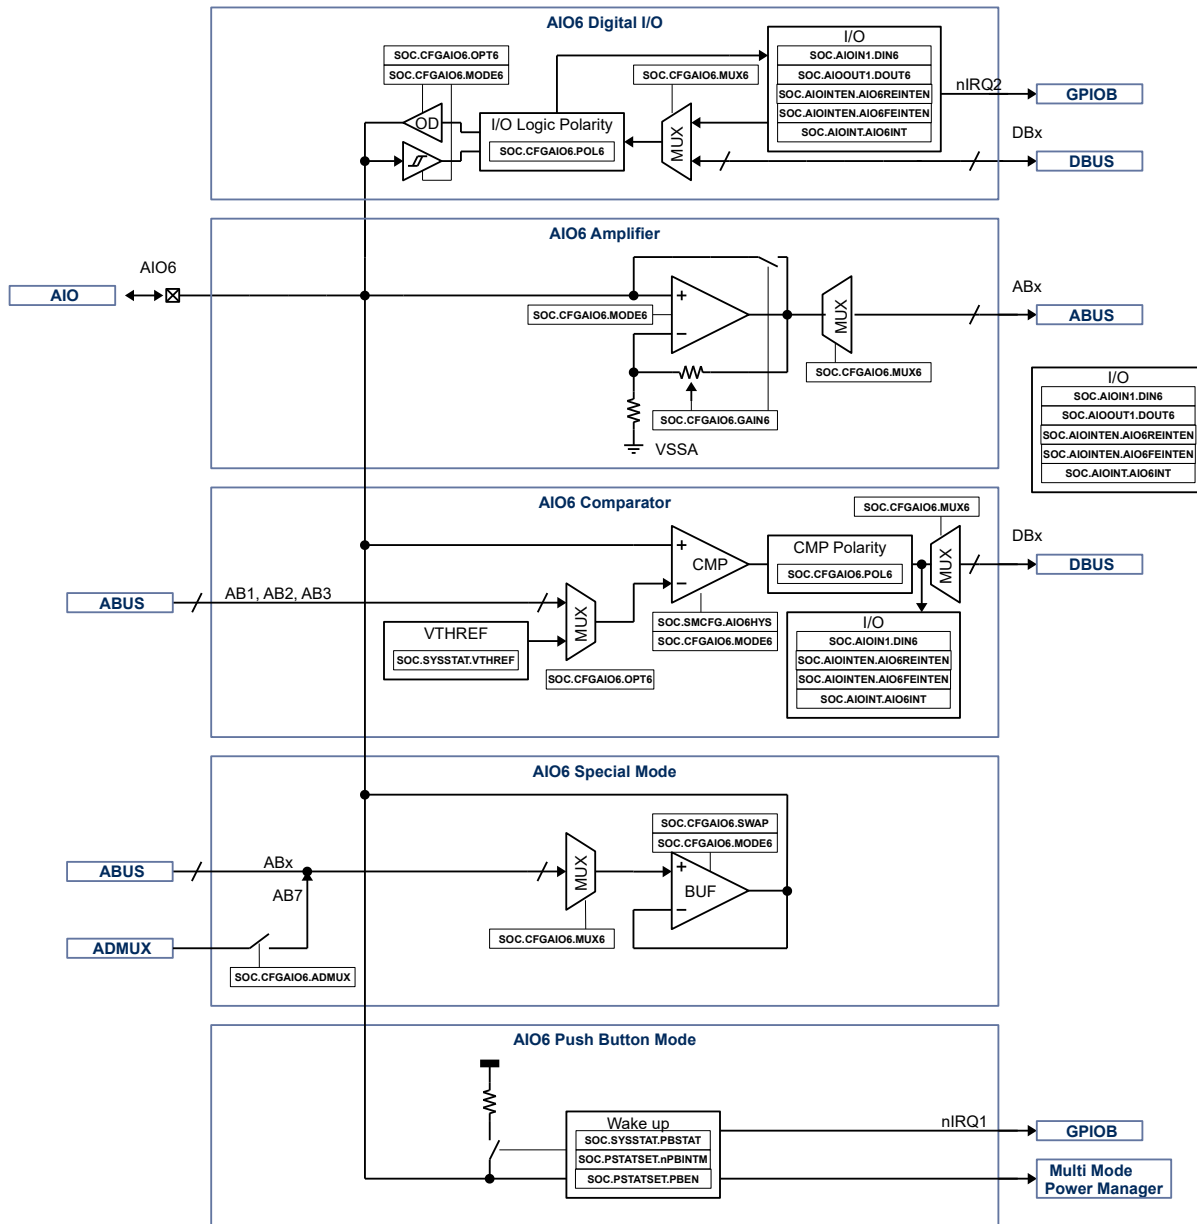 AIO6 Digital I/O
SOC.CFGAIO6.OPT6
SOC.CFGAIO6.MODE6
SOC.CFGAIO6.MUX6
I/O
SOC.AIOIN1.DIN6
SOC.AIOOUT1.DOUT6
SOC.AIOINTEN.AIO6REINTEN
SOC.AIOINTEN.AIO6FEINTEN
SOC.AIOINT.AIO6INT
nIRQ2
GPIOB
OD
I/O Logic Polarity
SOC.CFGAIO6.POL6
MUX
DBx
DBUS
AIO6 Amplifier
AIO6
AIO
SOC.CFGAIO6.MODE6
+
−
MUX
ABx
ABUS
SOC.CFGAIO6.MUX6
SOC.CFGAIO6.GAIN6
VSSA
I/O
SOC.AIOIN1.DIN6
SOC.AIOOUT1.DOUT6
SOC.AIOINTEN.AIO6REINTEN
SOC.AIOINTEN.AIO6FEINTEN
SOC.AIOINT.AIO6INT
AIO6 Comparator
SOC.CFGAIO6.MUX6
+
−
CMP
CMP Polarity
SOC.CFGAIO6.POL6
MUX
DBx
DBUS
ABUS
AB1, AB2, AB3
MUX
VTHREF
SOC.SYSSTAT.VTHREF
SOC.CFGAIO6.OPT6
SOC.SMCFG.AIO6HYS
SOC.CFGAIO6.MODE6
I/O
SOC.AIOIN1.DIN6
SOC.AIOINTEN.AIO6REINTEN
SOC.AIOINTEN.AIO6FEINTEN
SOC.AIOINT.AIO6INT
AIO6 Special Mode
SOC.CFGAIO6.SWAP
SOC.CFGAIO6.MODE6
ABUS
ABx
MUX
+
−
BUF
AB7
SOC.CFGAIO6.MUX6
ADMUX
SOC.CFGAIO6.ADMUX
AIO6 Push Button Mode
Wake up
SOC.SYSSTAT.PBSTAT
SOC.PSTATSET.nPBINTM
SOC.PSTATSET.PBEN
nIRQ1
GPIOB
Multi Mode
Power Manager